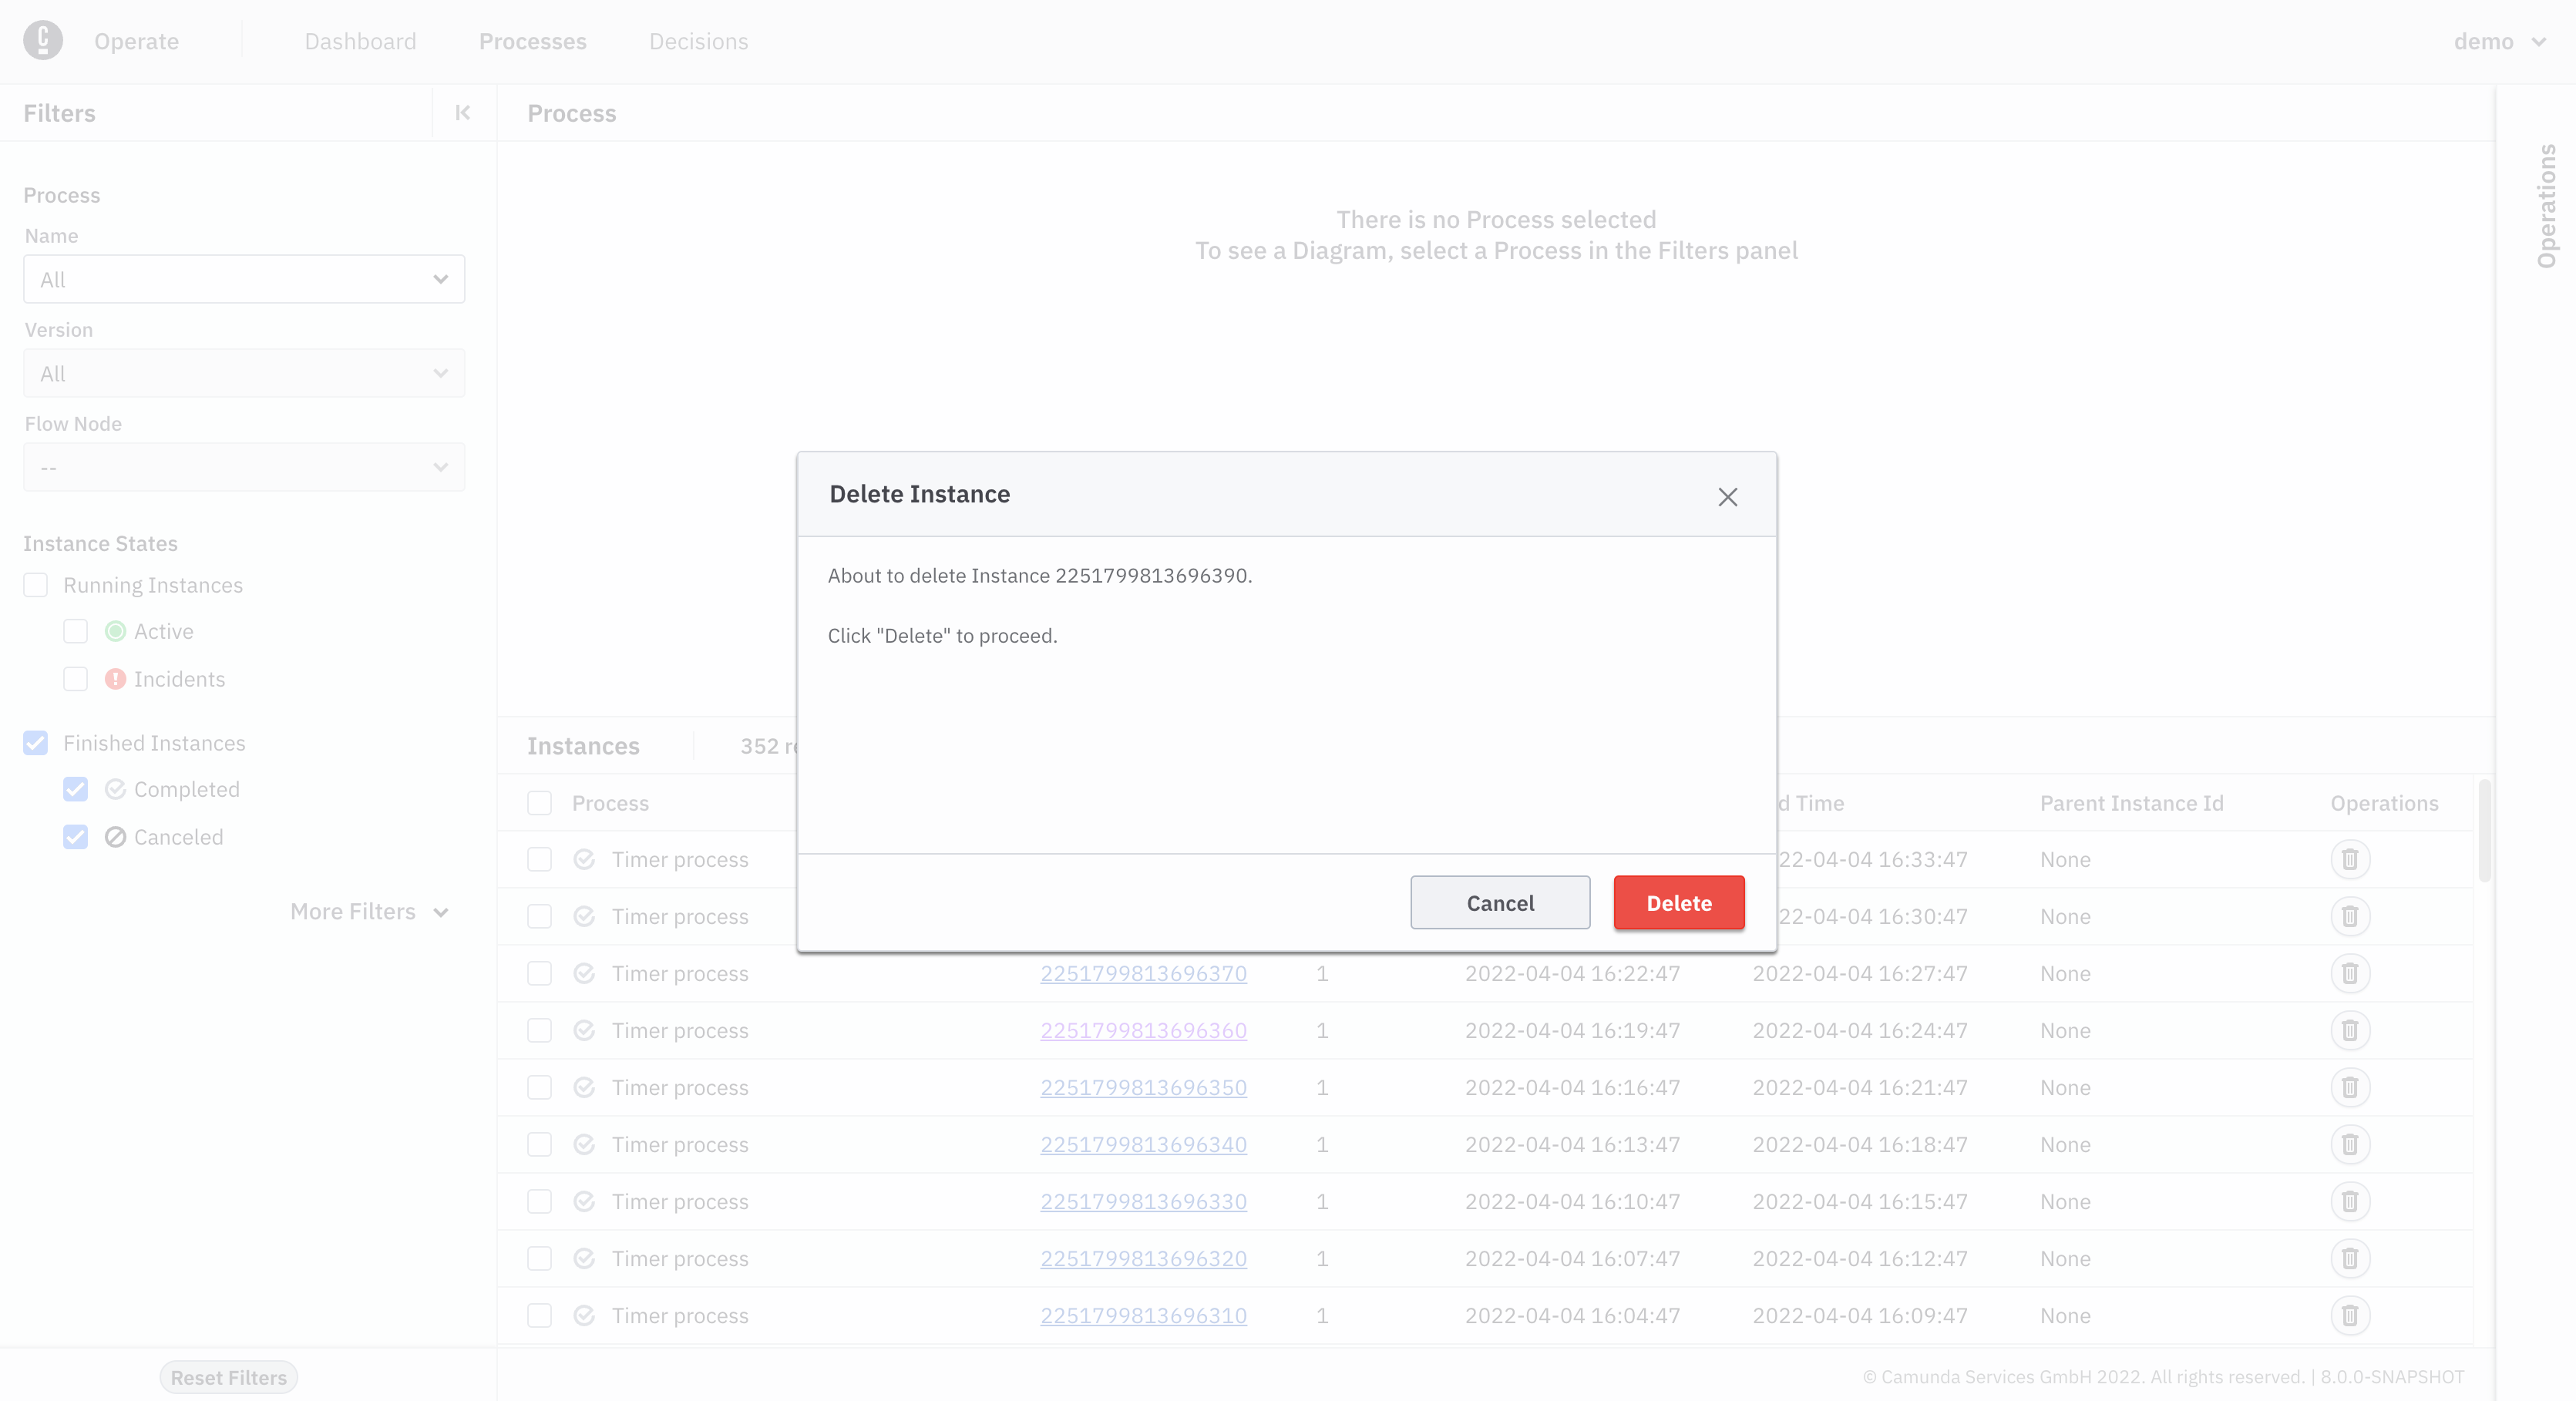 Operate Dashboard Processes Decisions demo
Filters
Process
Name
All
Version
All
Flow Node
--
Instance States
Running Instances
Active
Incidents
Finished Instances
Completed
Canceled
More Filters
Reset Filters
Process
There is no Process selected
To see a Diagram, select a Process in the Filters panel
Operations
Delete Instance
About to delete Instance 2251799813696390.
Click "Delete" to proceed.
Cancel Delete
Instances 352
Process Time Parent Instance Id Operations
Timer process 22-04-04 16:33:47 None
Timer process 22-04-04 16:30:47 None
Timer process 2251799813696370 1 2022-04-04 16:22:47 2022-04-04 16:27:47 None
Timer process 2251799813696360 1 2022-04-04 16:19:47 2022-04-04 16:24:47 None
Timer process 2251799813696350 1 2022-04-04 16:16:47 2022-04-04 16:21:47 None
Timer process 2251799813696340 1 2022-04-04 16:13:47 2022-04-04 16:18:47 None
Timer process 2251799813696330 1 2022-04-04 16:10:47 2022-04-04 16:15:47 None
Timer process 2251799813696320 1 2022-04-04 16:07:47 2022-04-04 16:12:47 None
Timer process 2251799813696310 1 2022-04-04 16:04:47 2022-04-04 16:09:47 None
© Camunda Services GmbH 2022. All rights reserved. | 8.0.0-SNAPSHOT